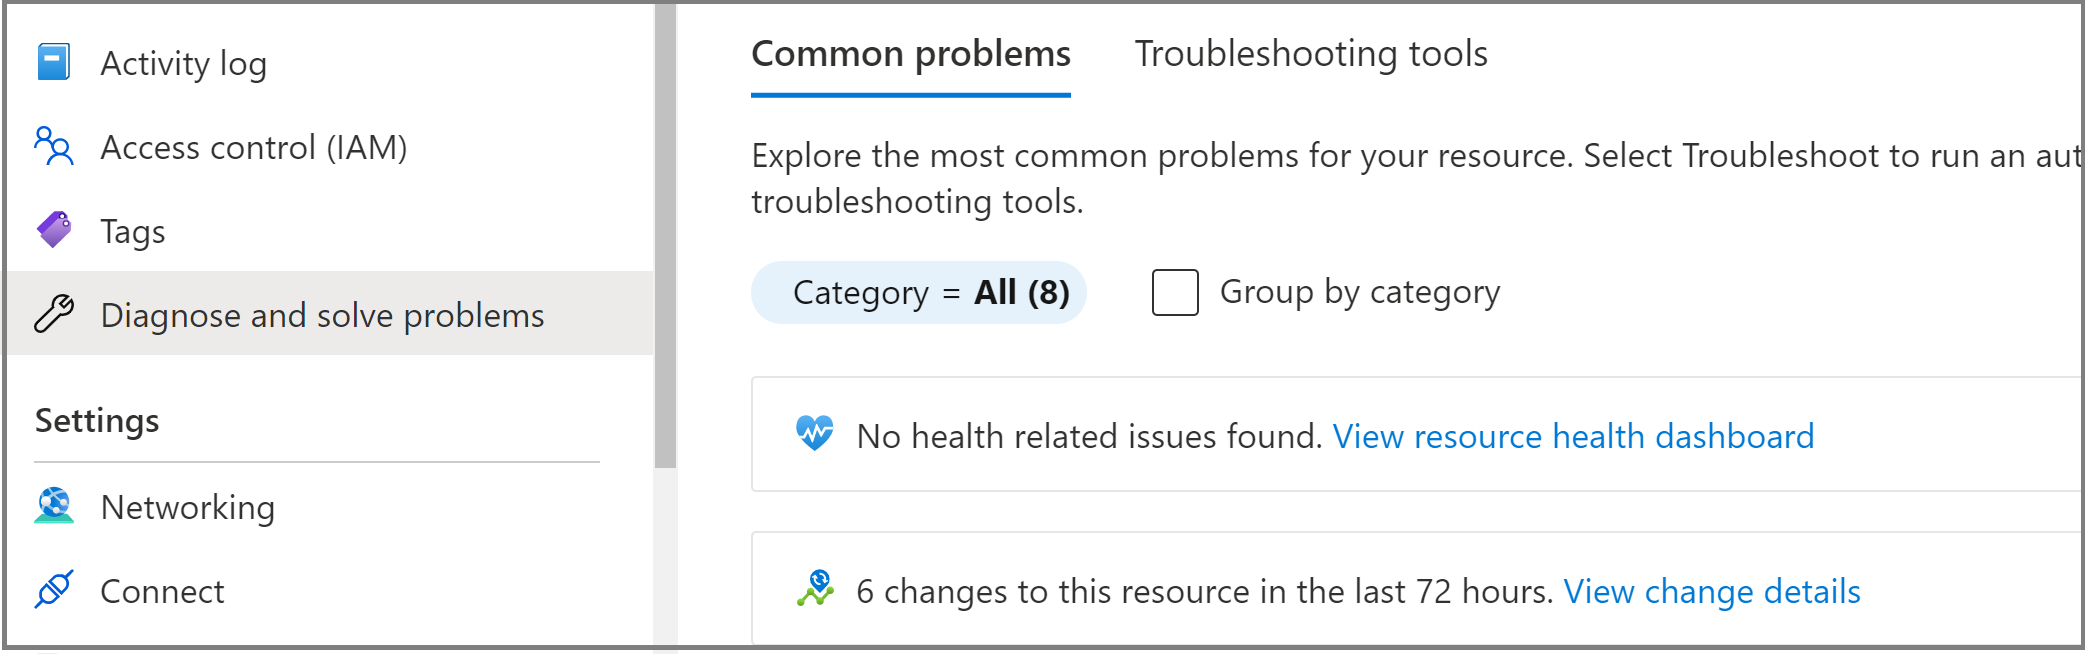 Activity log
Access control (IAM)
Tags
Diagnose and solve problems
Settings
Networking
Connect
Common problems
Troubleshooting tools
Explore the most common problems for your resource. Select Troubleshoot to run an aut
troubleshooting tools.
Category = All (8)
Group by category
No health related issues found. View resource health dashboard
6 changes to this resource in the last 72 hours. View change details